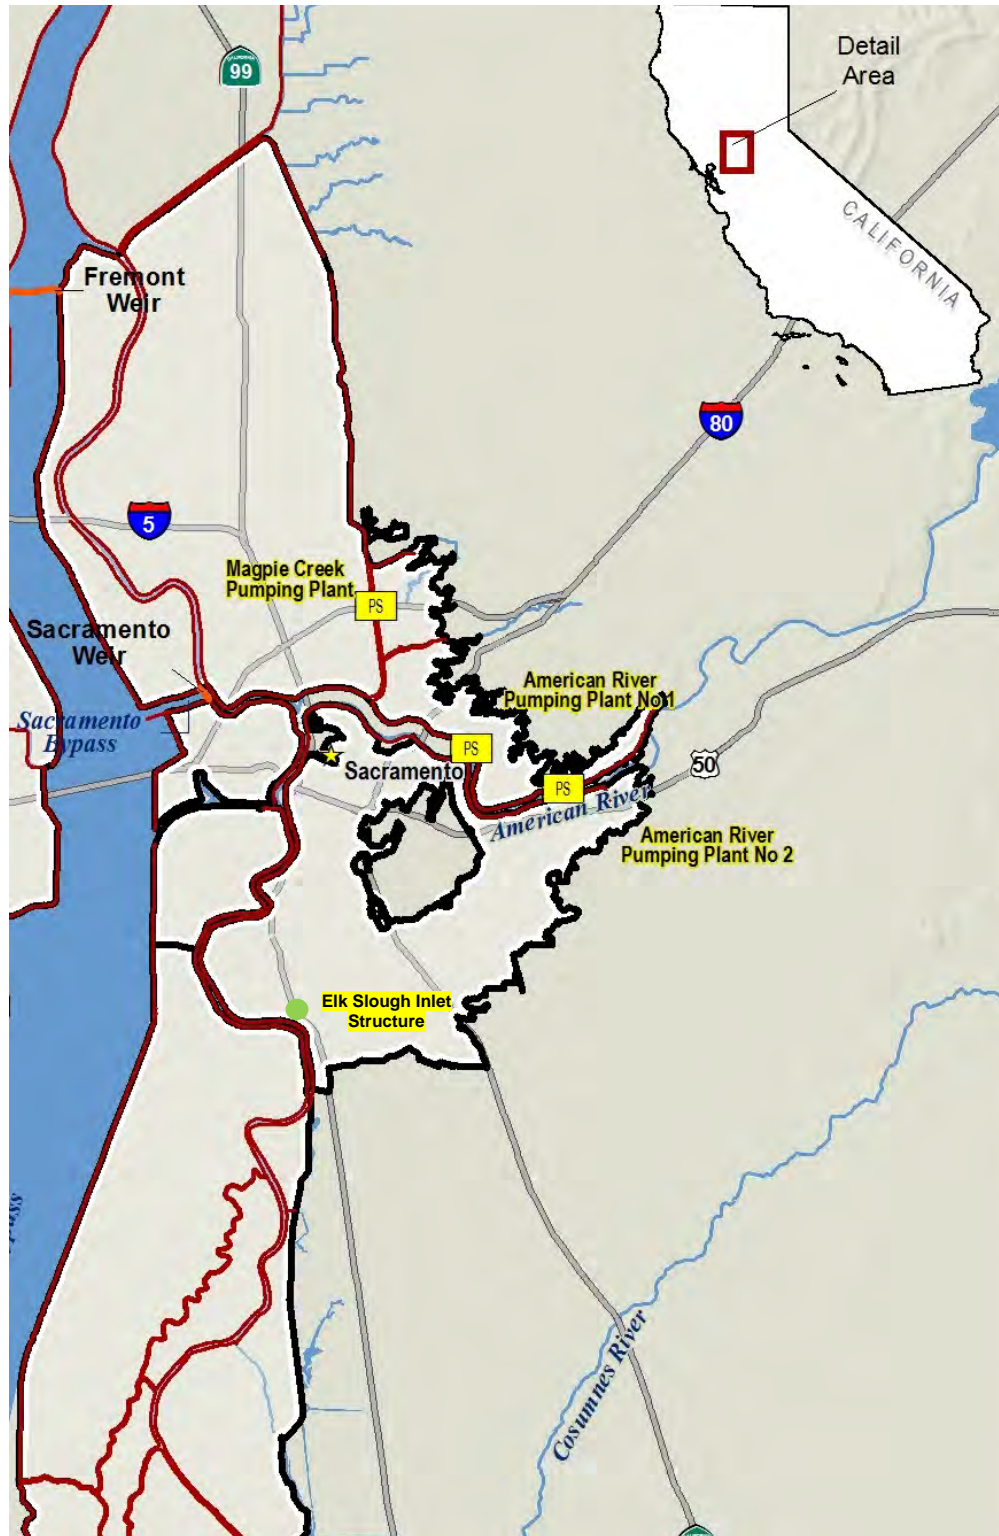 Detail
Area
CALIFORNIA
99
CALIFORNIA
Fremont
Weir
80
5
Magpie Creek
Pumping Plant
PS
Sacramento
Weir
American River
Pumping Plant No 1
Sacramento
Bypass
PS
Sacramento
50
PS
American River
American River
Pumping Plant No 2
Elk Slough Inlet
Structure
Cosumnes River